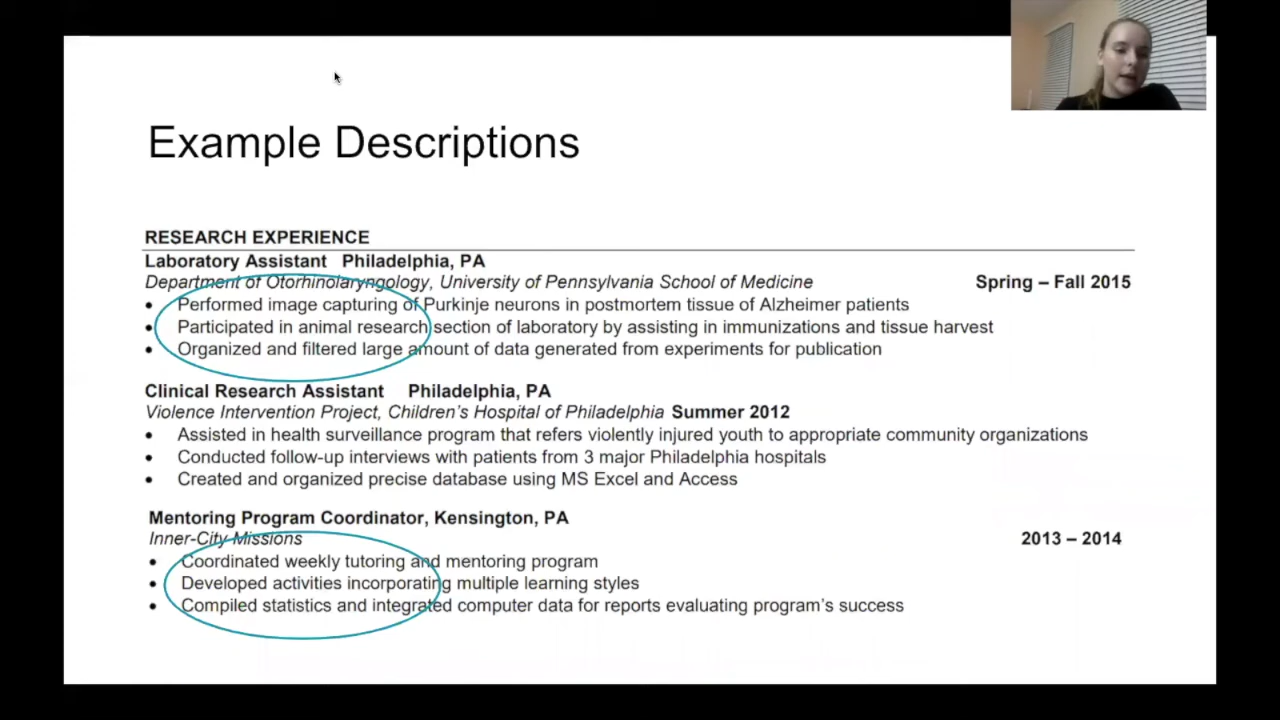 Example Descriptions
RESEARCH EXPERIENCE
Laboratory Assistant Philadelphia, PA
Department of Otorhinolaryngology, University of Pennsylvania School of Medicine Spring – Fall 2015
• Performed image capturing of Purkinje neurons in postmortem tissue of Alzheimer patients
• Participated in animal research section of laboratory by assisting in immunizations and tissue harvest
• Organized and filtered large amount of data generated from experiments for publication
Clinical Research Assistant Philadelphia, PA
Violence Intervention Project, Children's Hospital of Philadelphia Summer 2012
• Assisted in health surveillance program that refers violently injured youth to appropriate community organizations
• Conducted follow-up interviews with patients from 3 major Philadelphia hospitals
• Created and organized precise database using MS Excel and Access
Mentoring Program Coordinator, Kensington, PA
Inner-City Missions 2013 – 2014
• Coordinated weekly tutoring and mentoring program
• Developed activities incorporating multiple learning styles
• Compiled statistics and integrated computer data for reports evaluating program's success